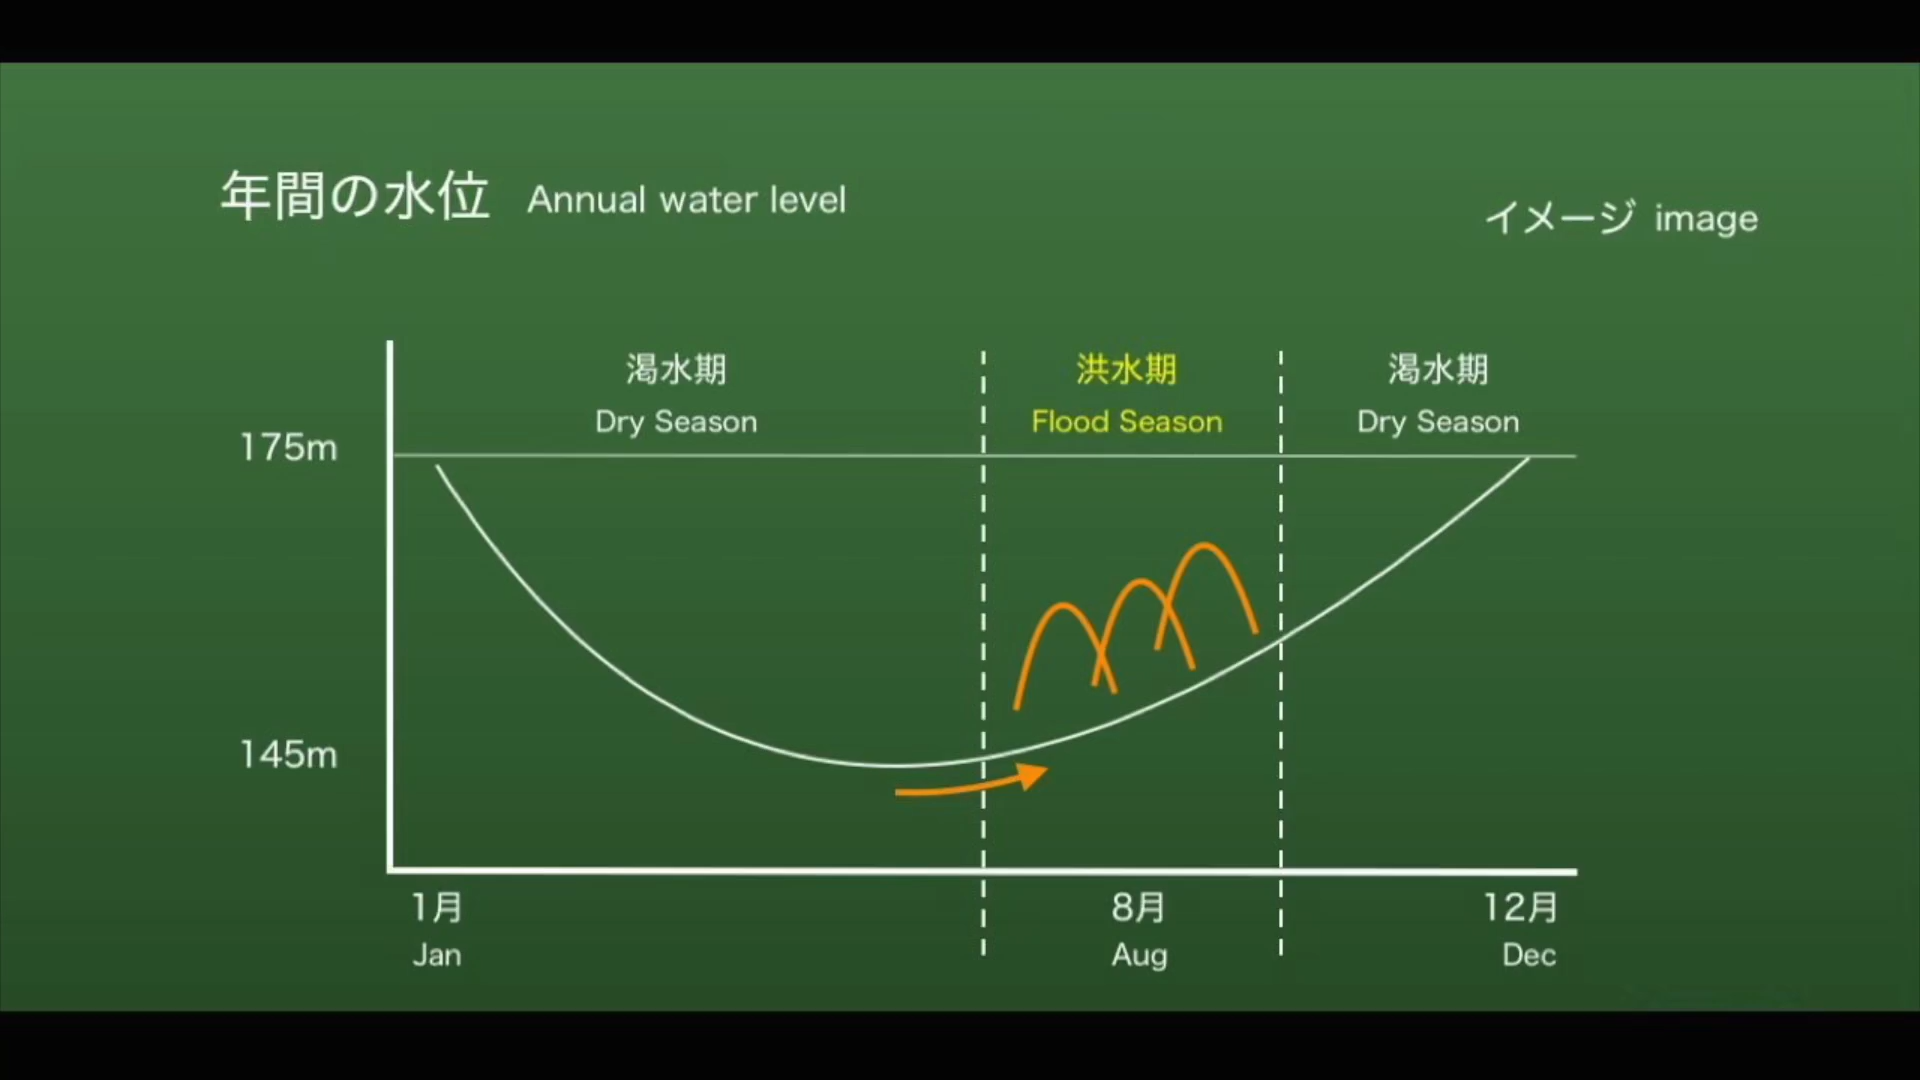 年間の水位 Annual water level
イメージ image
渇水期
Dry Season
洪水期
Flood Season
渇水期
Dry Season
175m
145m
1月
Jan
8月
Aug
12月
Dec